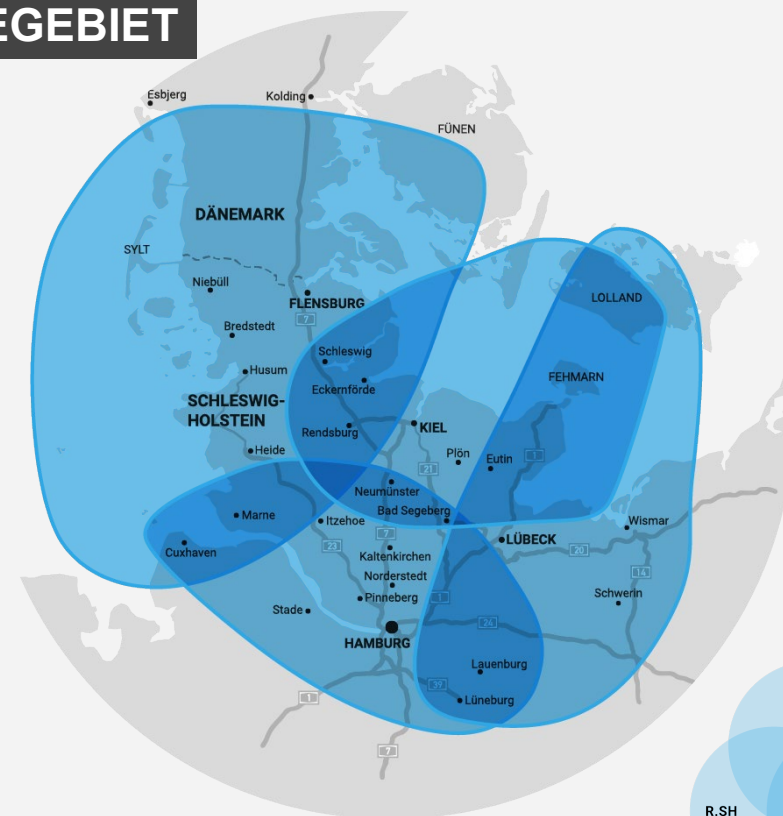 EGEBIET
Esbjerg
Kolding
FÜNEN
DÄNEMARK
SYLT
Niebüll
FLENSBURG
7
LOLLAND
Bredstedt
Schleswig
Husum
FEHMARN
Eckernförde
SCHLESWIG-
HOLSTEIN
Rendsburg
KIEL
Heide
Plön
Eutin
1
21
Neumünster
Bad Segeberg
Marne
Itzehoe
Wismar
7
LÜBECK
Cuxhaven
23
Kaltenkirchen
20
Norderstedt
14
Pinneberg
1
Schwerin
Stade
24
HAMBURG
Lauenburg
39
1
Lüneburg
7
R.SH